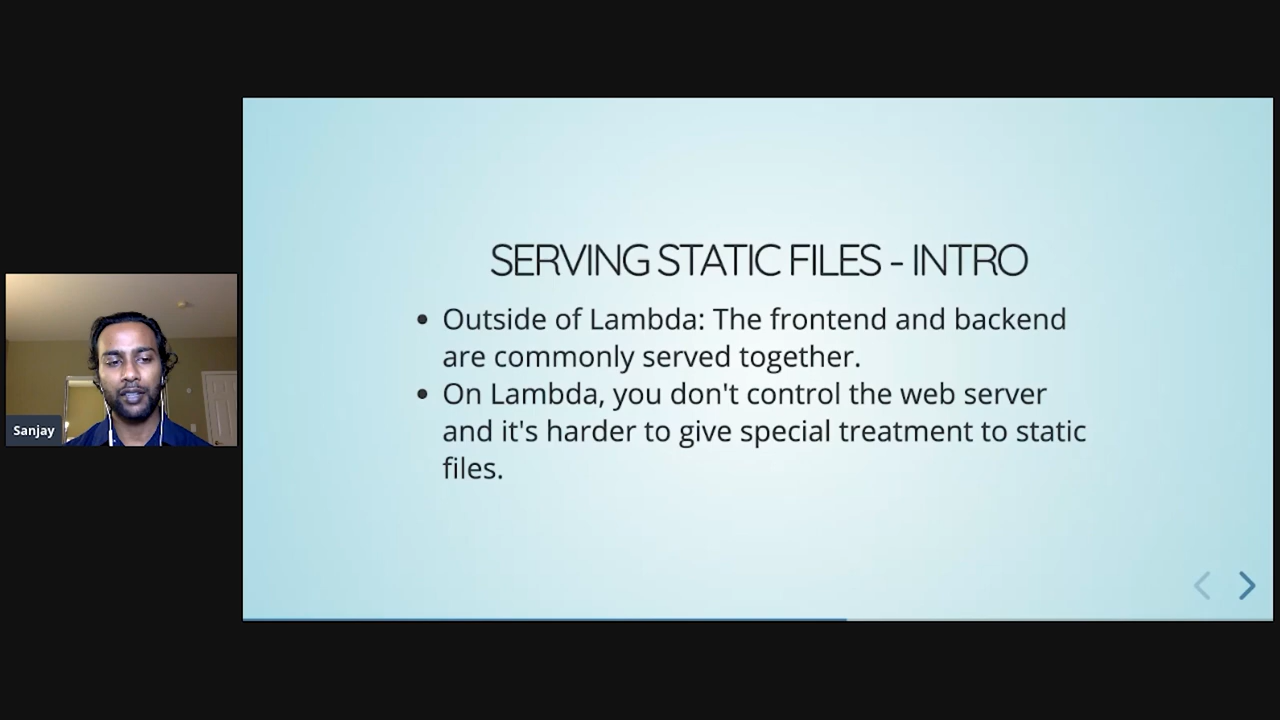 SERVING STATIC FILES - INTRO
Outside of Lambda: The frontend and backend
are commonly served together.
On Lambda, you don't control the web server
and it's harder to give special treatment to static
files.
Sanjay